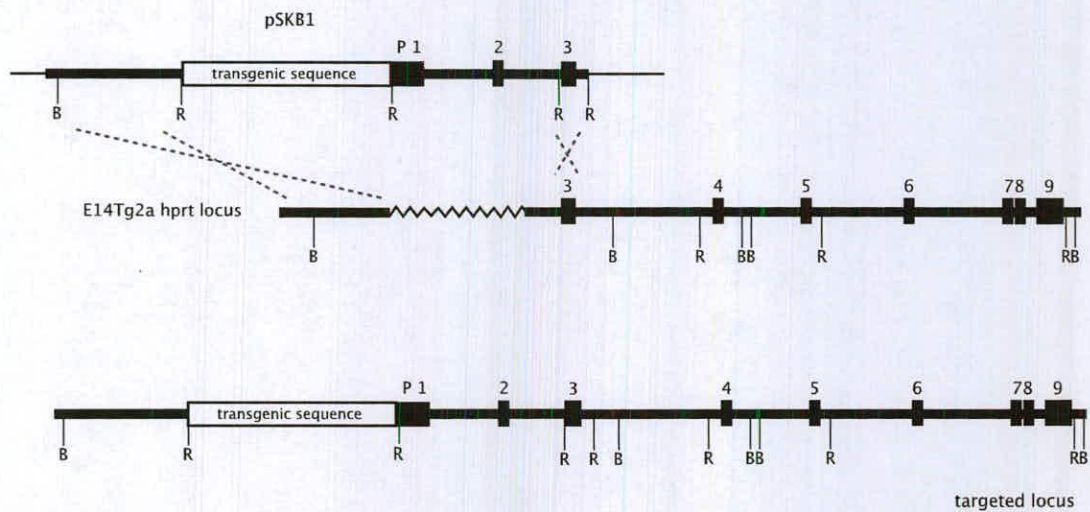 pSKB1
P 1 2 3
transgenic sequence
B R R R R
E14Tg2a hprt locus
3 4 5 6 78 9
B B R BB R RB
P 1 2 3 4 5 6 78 9
transgenic sequence
B R R R R B R BB R RB
targeted locus